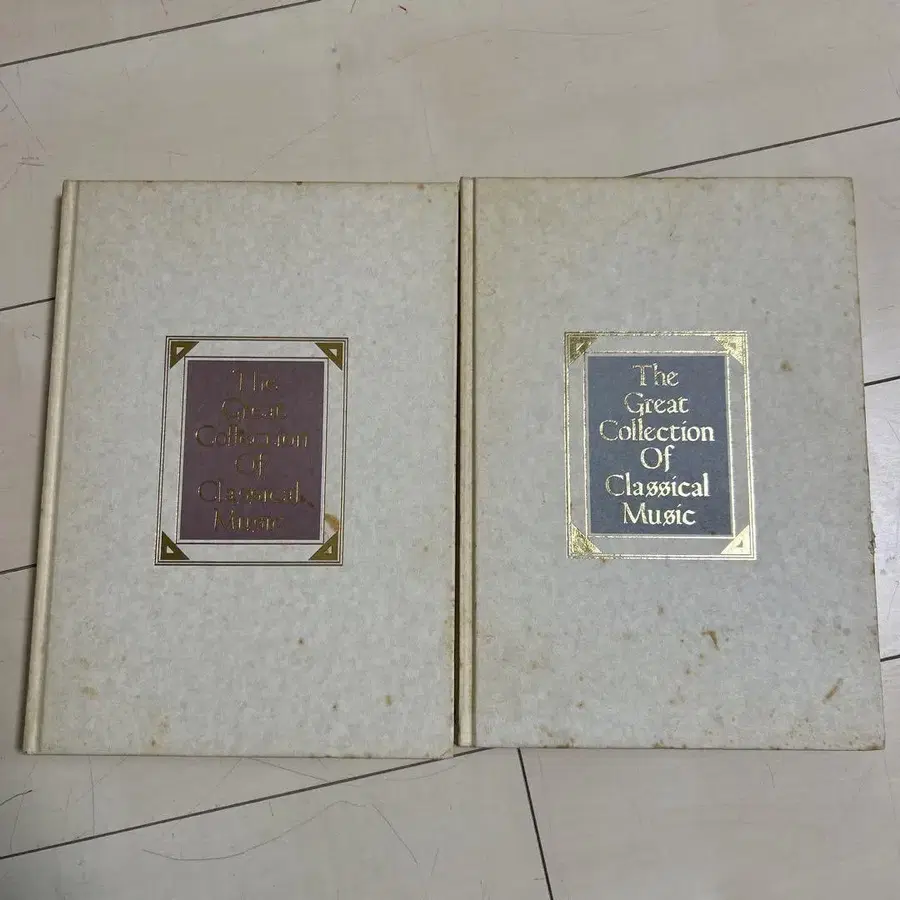 The
Great
Collection
Of
Classical
Music
The
Great
Collection
Of
Classical
Music